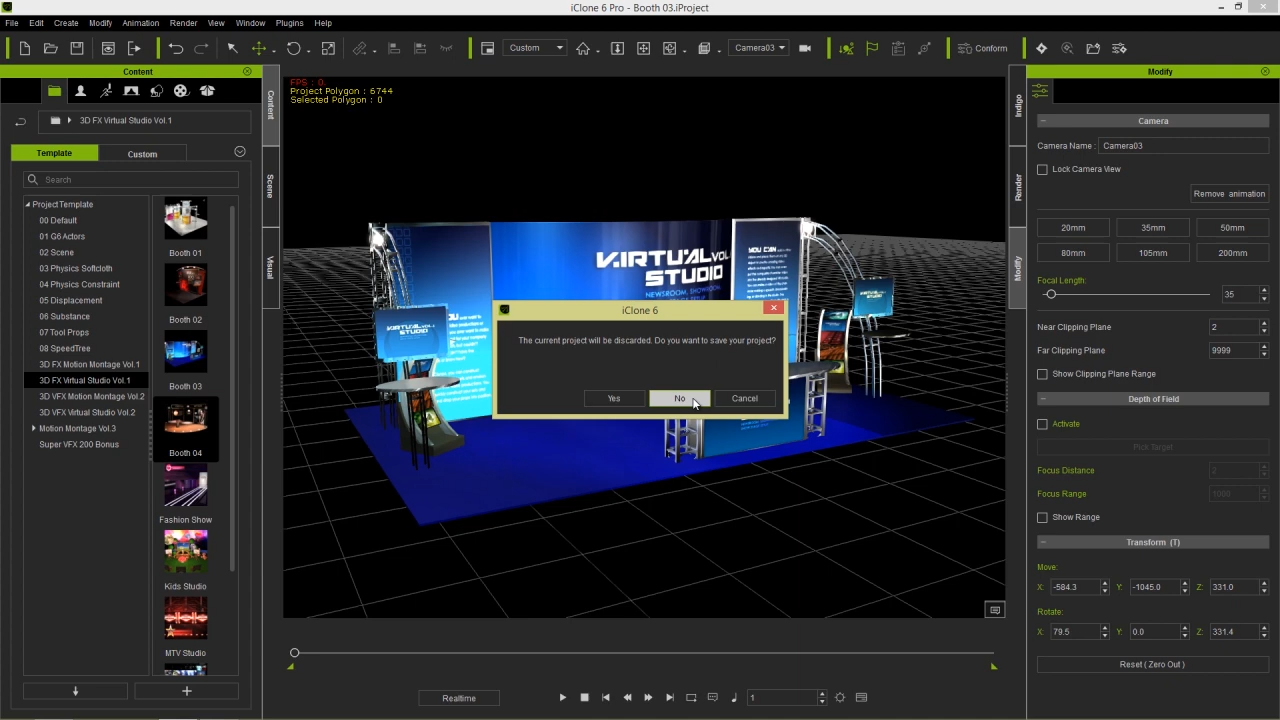 iClone 6 Pro - Booth 03.iProject
File Edit Create Modify Animation Render View Window Plugins Help
Custom
Camera03
Conform
Content
3D FX Virtual Studio Vol.1
Template Custom
Search
ProjectTemplate
00 Default
01 G6 Actors
02 Scene
03 Physics Softcloth
04 Physics Constraint
05 Displacement
06 Substance
07 Tool Props
08 SpeedTree
3D FX Motion Montage Vol.1
3D FX Virtual Studio Vol.1
3D VFX Motion Montage Vol.2
3D VFX Virtual Studio Vol.2
Motion Montage Vol.3
Super VFX 200 Bonus
Booth 01
Booth 02
Booth 03
Booth 04
Fashion Show
Kids Studio
MTV Studio
Content
Scene
Visual
FPS : 0
Project Polygon : 6744
Selected Polygon : 0
VIRTUAL VOL
STUDIO
NEWSROOM, SHOWROOM,
YOU CAN
VIRTUAL
STUDIO
iClone 6
The current project will be discarded. Do you want to save your project?
Yes No Cancel
Realtime
1
Indigo
Render
Modify
Modify
Camera
Camera Name : Camera03
Lock Camera View
Remove animation
20mm 35mm 50mm
80mm 105mm 200mm
Focal Length:
35
Near Clipping Plane 2
Far Clipping Plane 9999
Show Clipping Plane Range
Depth of Field
Activate
Pick Target
Focus Distance 2
Focus Range 1000
Show Range
Transform (T)
Move:
X: -584.3 Y: -1045.0 Z: 331.0
Rotate:
X: 79.5 Y: 0.0 Z: 331.4
Reset ( Zero Out )